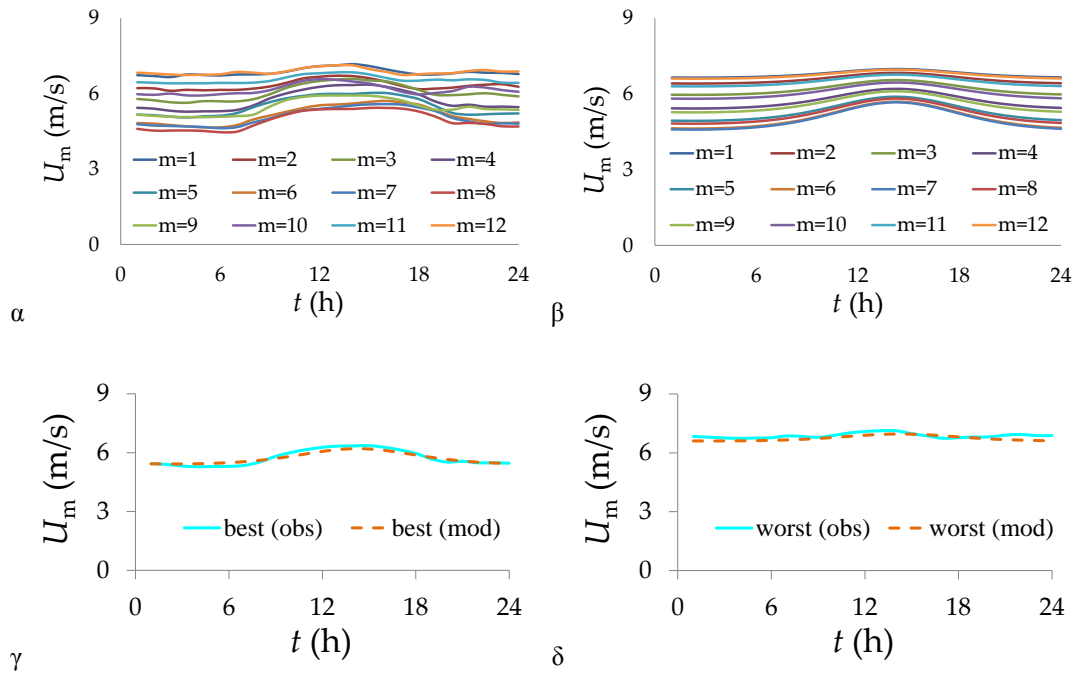 9
6
3
0
U_m (m/s)
m=1 m=2 m=3 m=4
m=5 m=6 m=7 m=8
m=9 m=10 m=11 m=12
0 6 12 18 24
t (h)
α
9
6
3
0
U_m (m/s)
m=1 m=2 m=3 m=4
m=5 m=6 m=7 m=8
m=9 m=10 m=11 m=12
0 6 12 18 24
t (h)
β
9
6
3
0
U_m (m/s)
best (obs) best (mod)
0 6 12 18 24
t (h)
γ
9
6
3
0
U_m (m/s)
worst (obs) worst (mod)
0 6 12 18 24
t (h)
δ